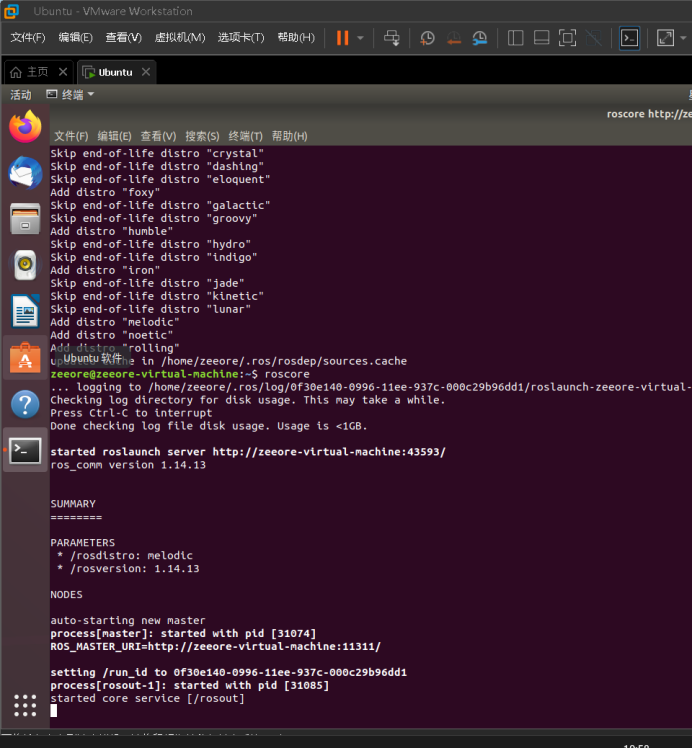 Ubuntu - VMware Workstation
文件(F) 编辑(E) 查看(V) 虚拟机(M) 选项卡(T) 帮助(H)
主页 Ubuntu
活动 终端
roscore http://ze
文件(F) 编辑(E) 查看(V) 搜索(S) 终端(T) 帮助(H)
Skip end-of-life distro "crystal"
Skip end-of-life distro "dashing"
Skip end-of-life distro "eloquent"
Add distro "foxy"
Skip end-of-life distro "galactic"
Skip end-of-life distro "groovy"
Add distro "humble"
Skip end-of-life distro "hydro"
Skip end-of-life distro "indigo"
Add distro "iron"
Skip end-of-life distro "jade"
Skip end-of-life distro "kinetic"
Skip end-of-life distro "lunar"
Add distro "melodic"
Add distro "noetic"
Add distro "rolling"
Ubuntu 软件
in /home/zeeore/.ros/rosdep/sources.cache
zeeore@zeeore-virtual-machine:~$ roscore
... logging to /home/zeeore/.ros/log/0f30e140-0996-11ee-937c-000c29b96dd1/roslaunch-zeeore-virtual-
Checking log directory for disk usage. This may take a while.
Press Ctrl-C to interrupt
Done checking log file disk usage. Usage is <1GB.
started roslaunch server http://zeeore-virtual-machine:43593/
ros_comm version 1.14.13
SUMMARY
========
PARAMETERS
* /rosdistro: melodic
* /rosversion: 1.14.13
NODES
auto-starting new master
process[master]: started with pid [31074]
ROS_MASTER_URI=http://zeeore-virtual-machine:11311/
setting /run_id to 0f30e140-0996-11ee-937c-000c29b96dd1
process[rosout-1]: started with pid [31085]
started core service [/rosout]